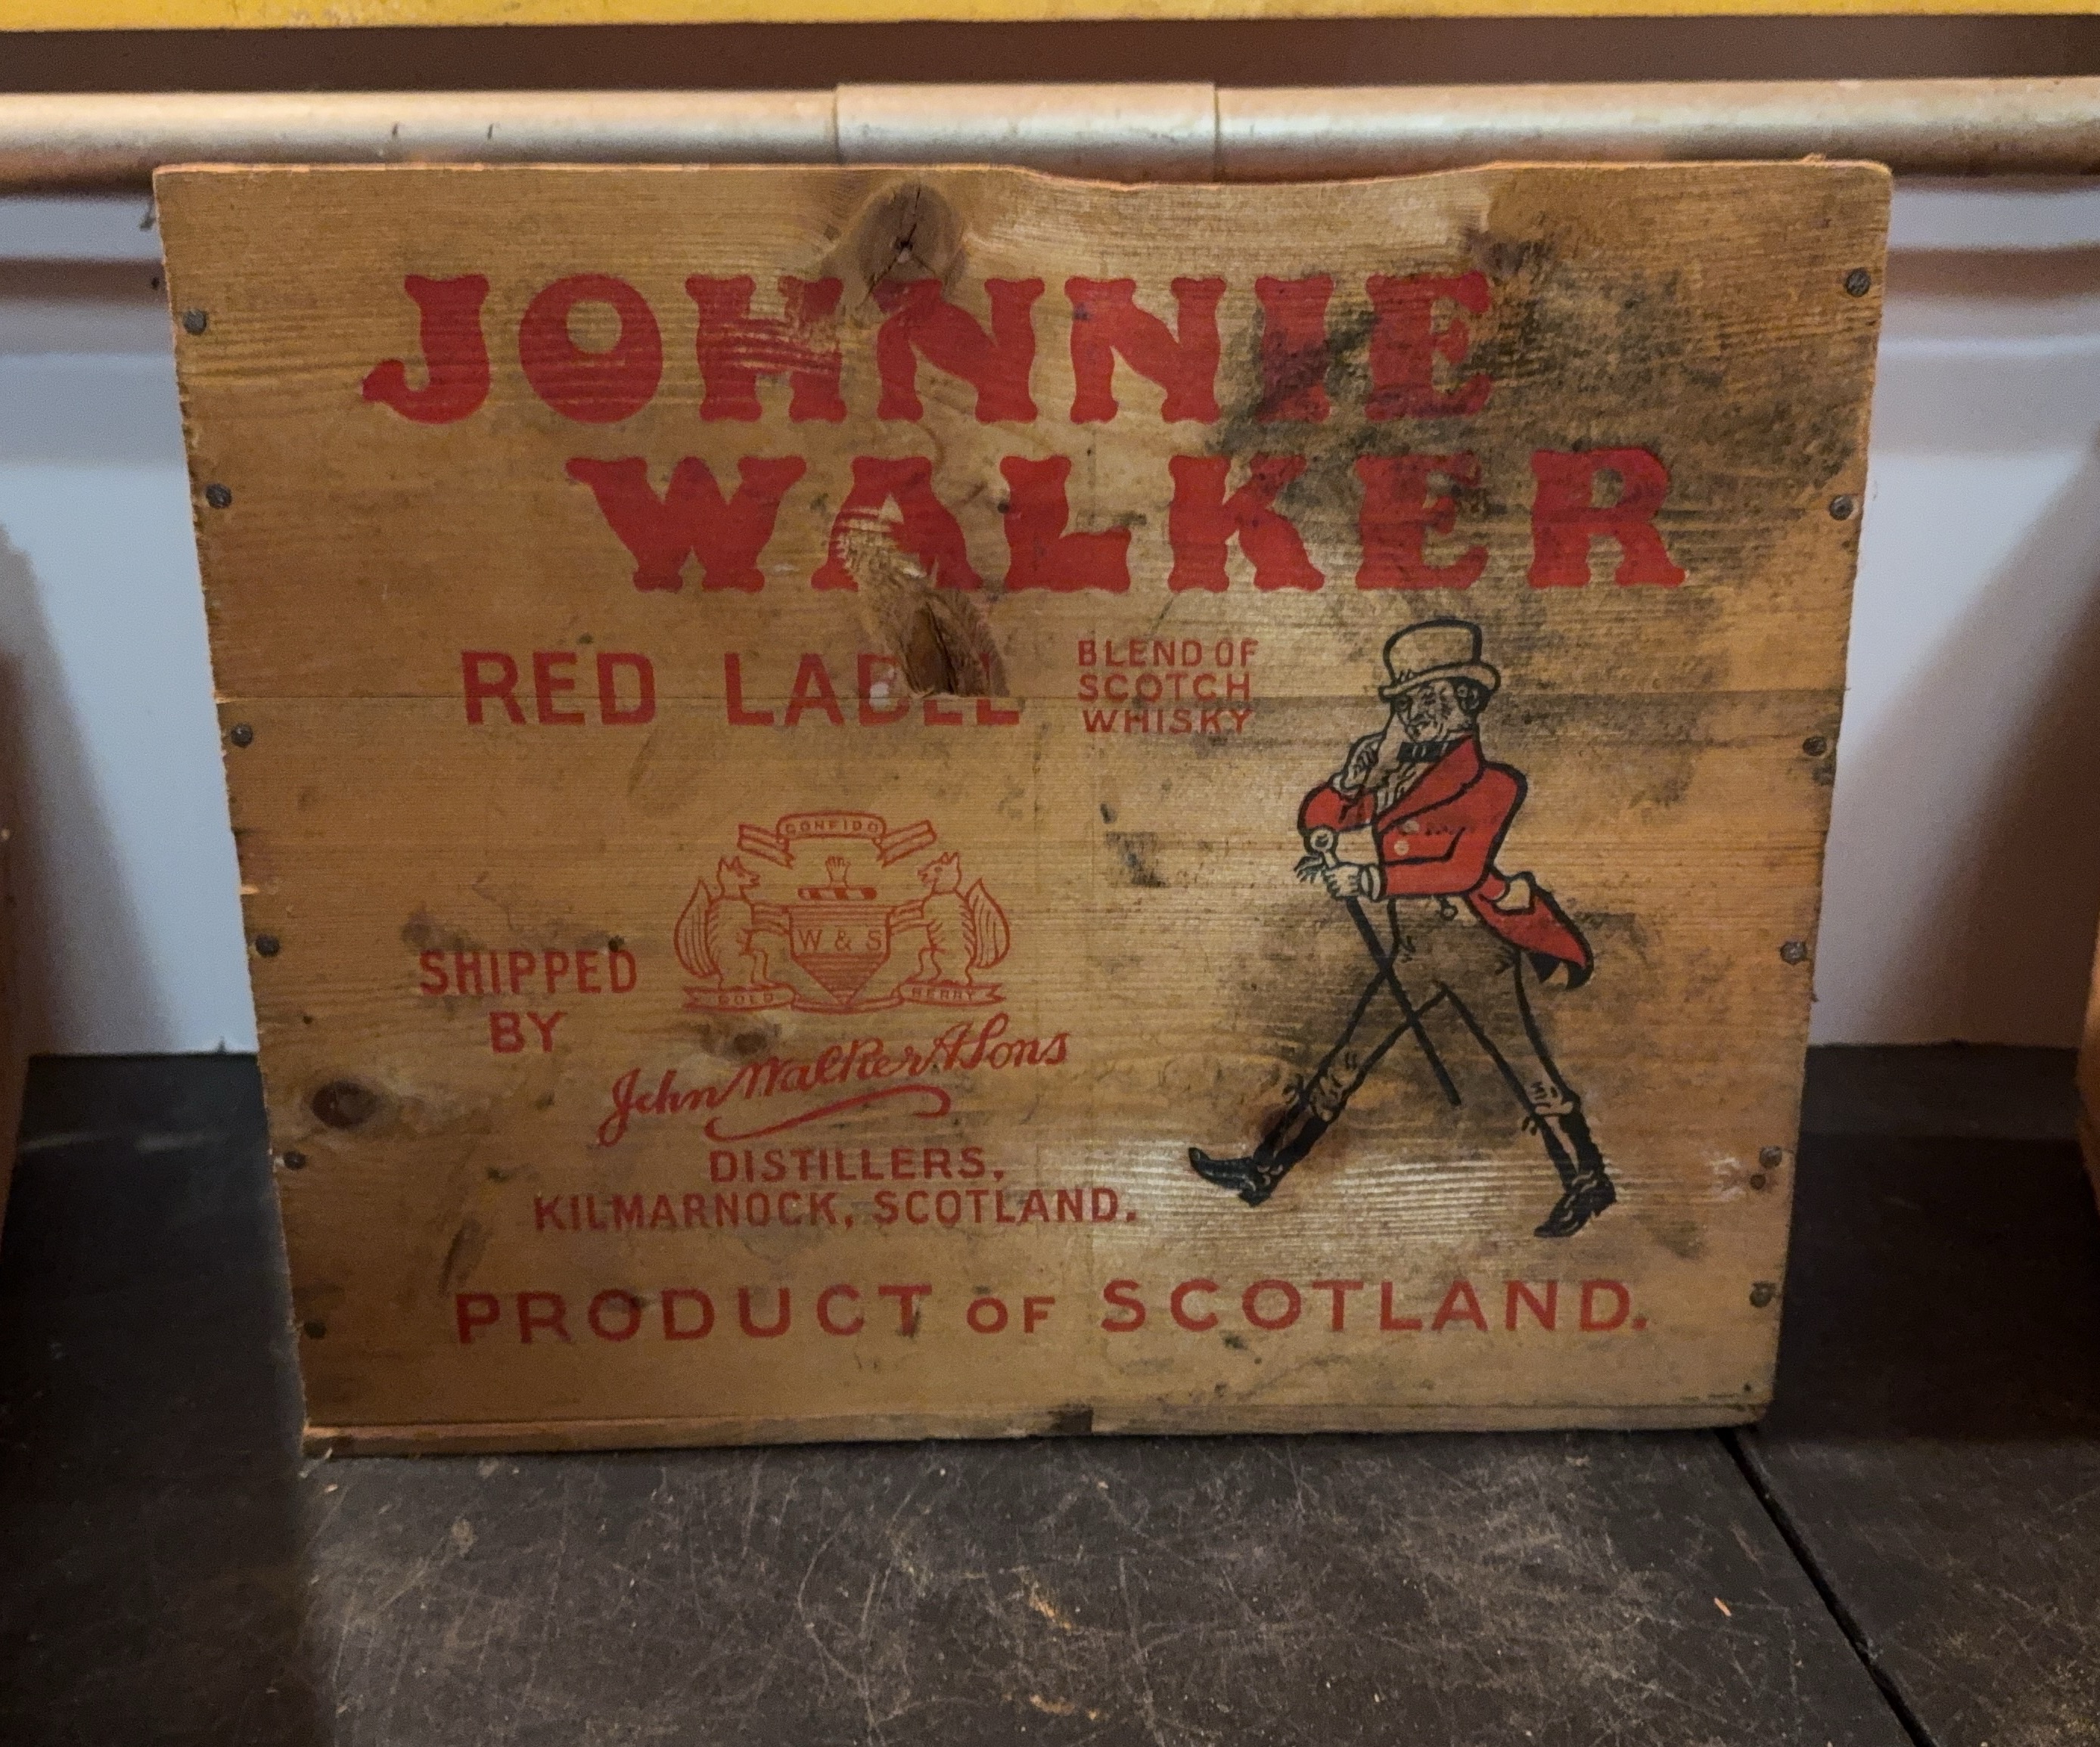 JOHNNIE
WALKER
RED LABEL
BLEND OF
SCOTCH
WHISKY
CONFIDO
W & S
SHIPPED
BY
John Walker & Sons
DISTILLERS,
KILMARNOCK, SCOTLAND.
PRODUCT OF SCOTLAND.